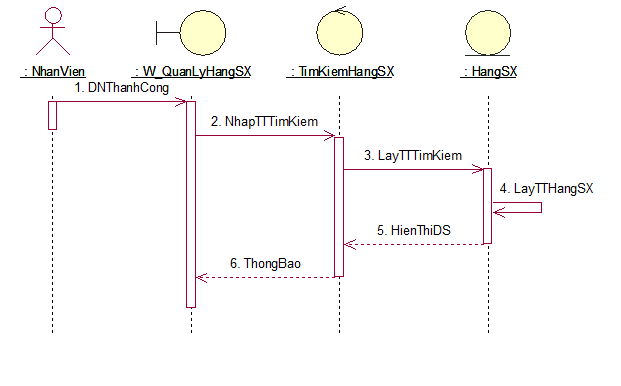 : NhanVien
: W_QuanLyHangSX
: TimKiemHangSX
: HangSX
1. DNThanhCong
2. NhapTTTimKiem
3. LayTTTimKiem
4. LayTTHangSX
5. HienThiDS
6. ThongBao